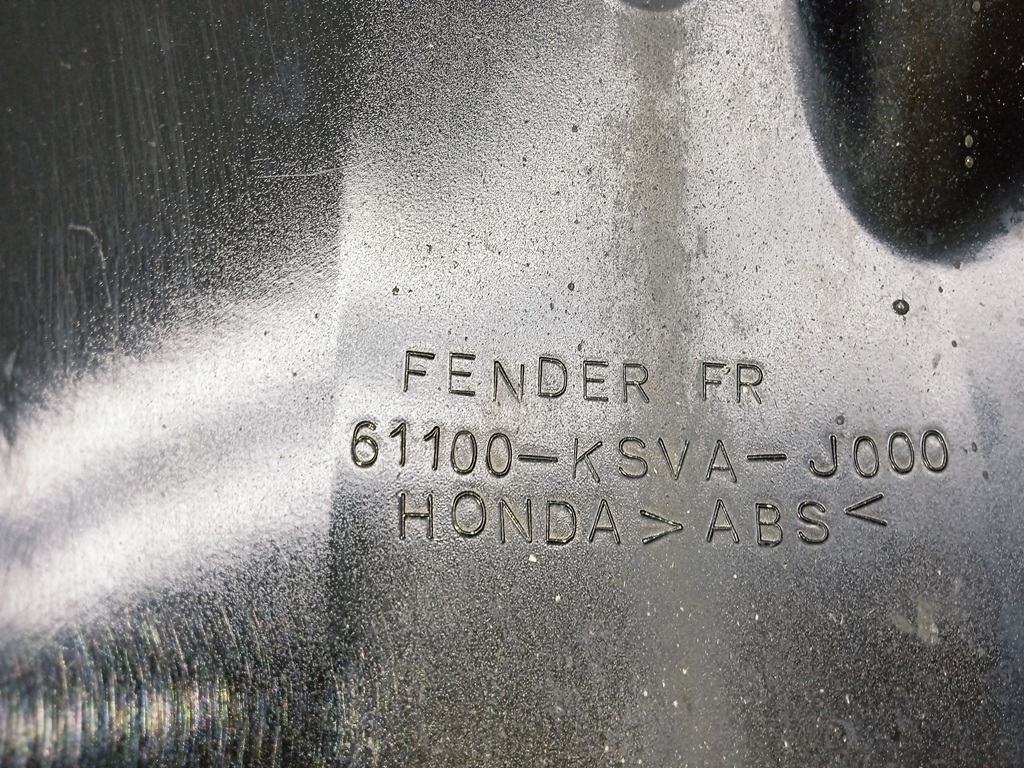 FENDER FR
61100-KSVA-J000
HONDA >ABS<